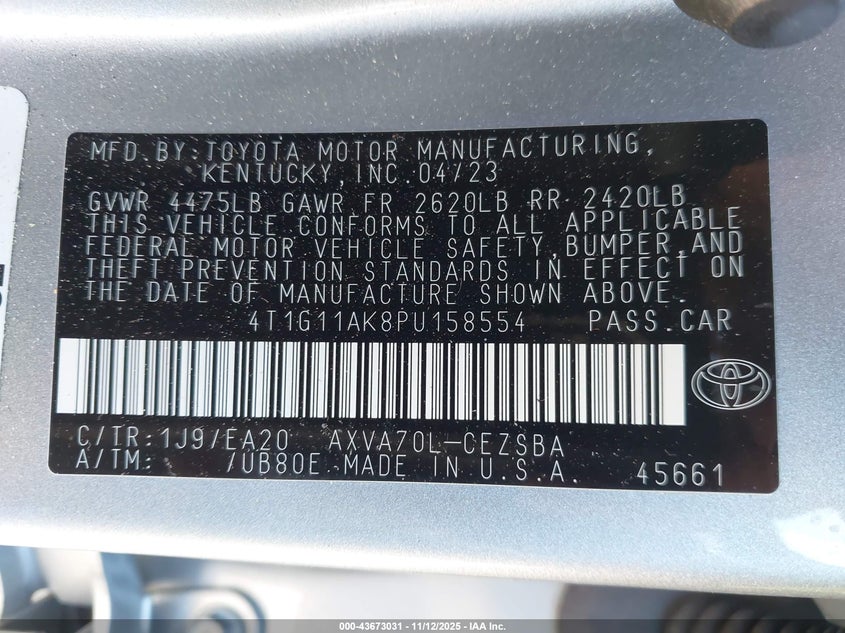 MFD.BY:TOYOTA MOTOR MANUFACTURING,
KENTUCKY,INC.04/23
GVWR 4475LB GAWR FR 2620LB RR 2420LB
THIS VEHICLE CONFORMS TO ALL APPLICABLE
FEDERAL MOTOR VEHICLE SAFETY,BUMPER,AND
THEFT PREVENTION STANDARDS IN EFFECT ON
THE DATE OF MANUFACTURE SHOWN ABOVE.
4T1G11AK8PU158554 PASS.CAR
C/TR:1J9/EA20 AXVA70L-CEZSBA
A/TM: /UB80E MADE IN U.S.A. 45661
000-43673031 - 11/12/2025 - IAA Inc.